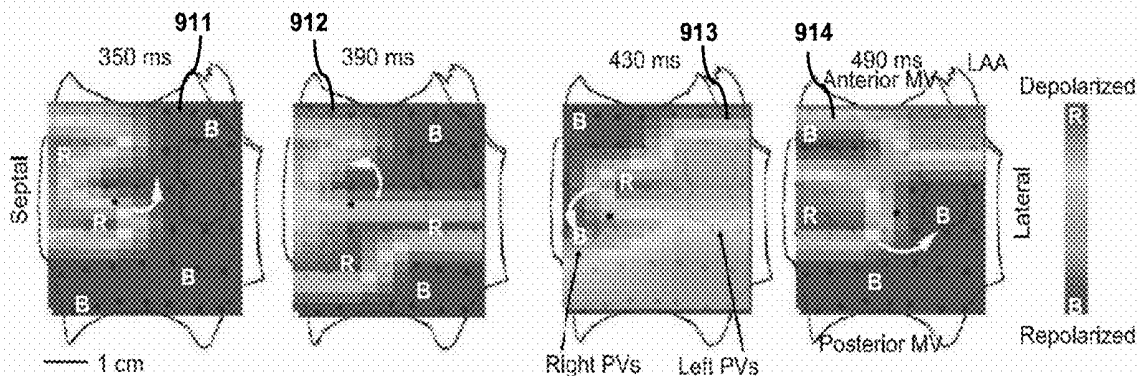 911 912 913 914
350 ms 390 ms 430 ms 490 ms LAA
Anterior MV Depolarized
B B B B R
R
Septal
R R Lateral
R R B
B R B B B
B B
Posterior MV Repolarized
1 cm Right PVs Left PVs